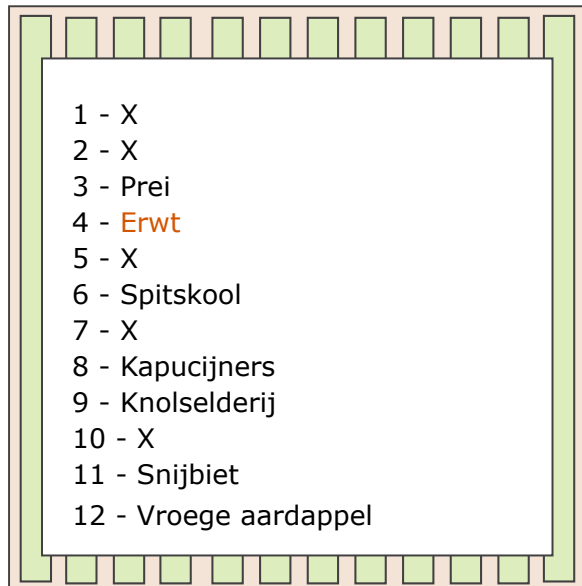 1 - X
2 - X
3 - Prei
4 - Erwt
5 - X
6 - Spitskool
7 - X
8 - Kapucijners
9 - Knolselderij
10 - X
11 - Snijbiet
12 - Vroege aardappel